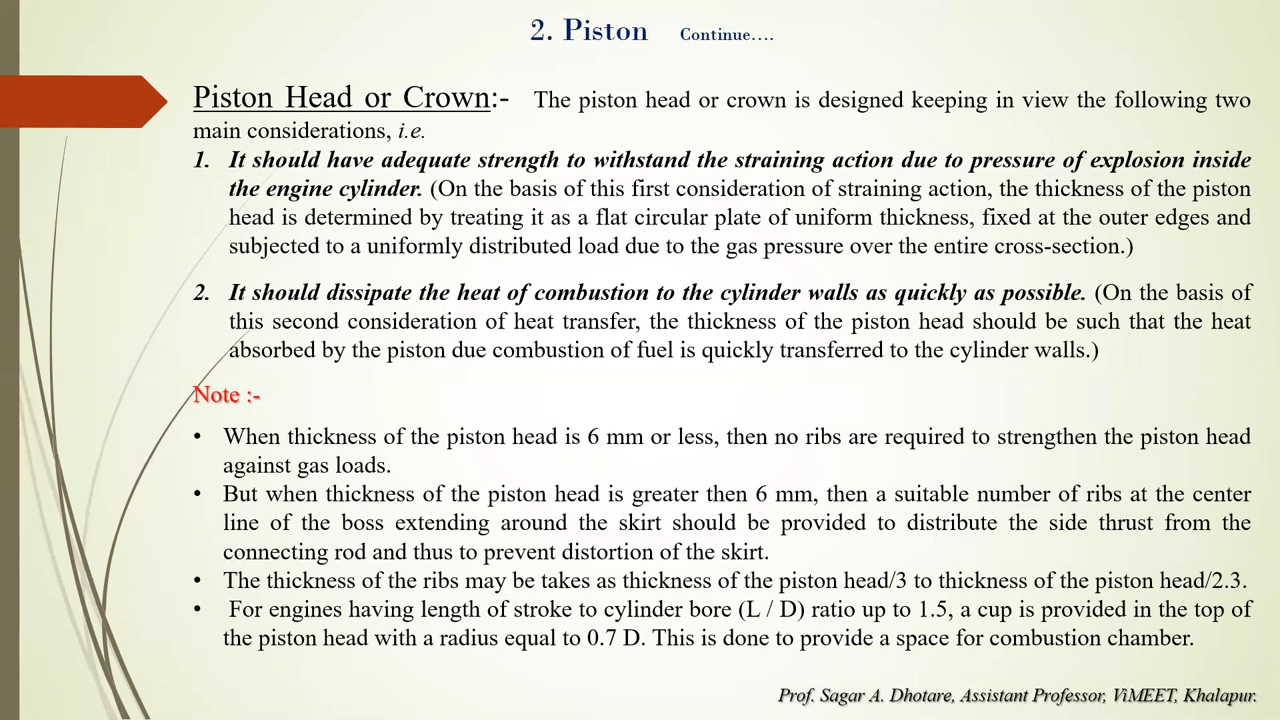 2. Piston Continue….
Piston Head or Crown:- The piston head or crown is designed keeping in view the following two
main considerations, i.e.
1. It should have adequate strength to withstand the straining action due to pressure of explosion inside
the engine cylinder. (On the basis of this first consideration of straining action, the thickness of the piston
head is determined by treating it as a flat circular plate of uniform thickness, fixed at the outer edges and
subjected to a uniformly distributed load due to the gas pressure over the entire cross-section.)
2. It should dissipate the heat of combustion to the cylinder walls as quickly as possible. (On the basis of
this second consideration of heat transfer, the thickness of the piston head should be such that the heat
absorbed by the piston due combustion of fuel is quickly transferred to the cylinder walls.)
Note :-
• When thickness of the piston head is 6 mm or less, then no ribs are required to strengthen the piston head
against gas loads.
• But when thickness of the piston head is greater then 6 mm, then a suitable number of ribs at the center
line of the boss extending around the skirt should be provided to distribute the side thrust from the
connecting rod and thus to prevent distortion of the skirt.
• The thickness of the ribs may be takes as thickness of the piston head/3 to thickness of the piston head/2.3.
• For engines having length of stroke to cylinder bore (L / D) ratio up to 1.5, a cup is provided in the top of
the piston head with a radius equal to 0.7 D. This is done to provide a space for combustion chamber.
Prof. Sagar A. Dhotare, Assistant Professor, ViMEET, Khalapur.